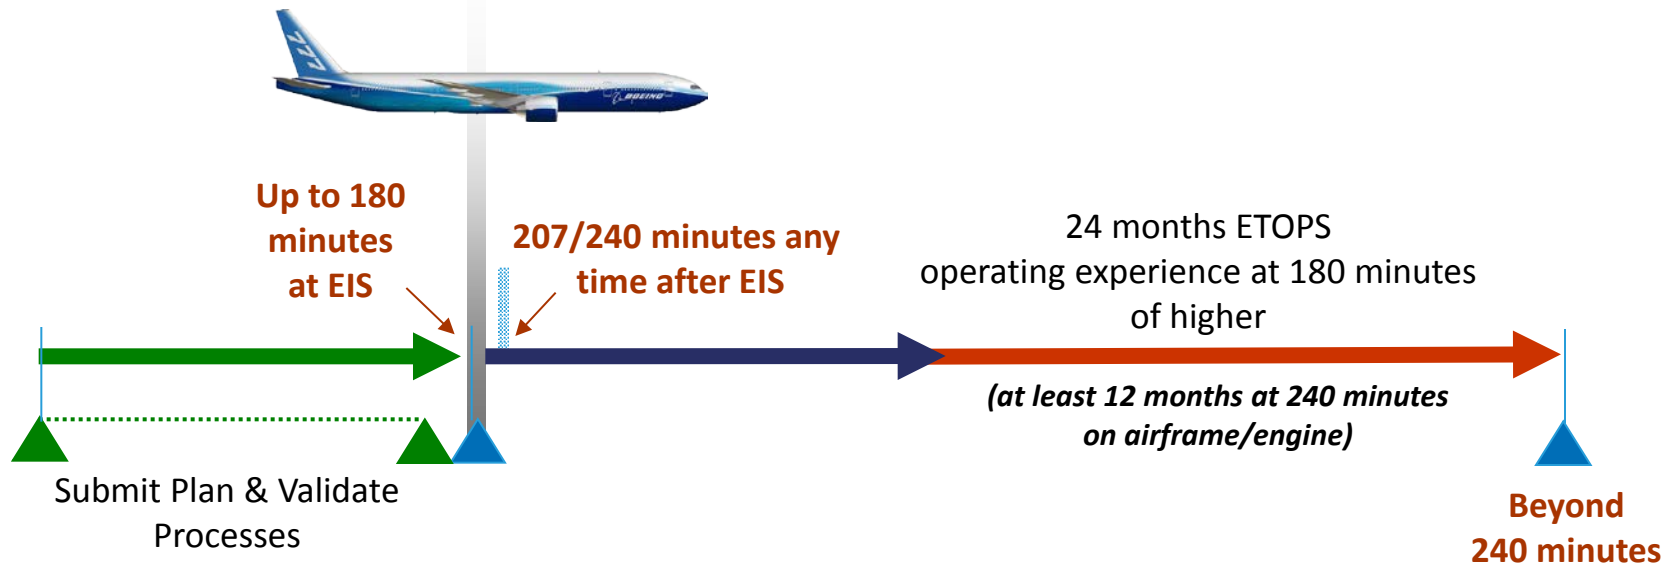 BOEING
Up to 180
minutes
at EIS
207/240 minutes any
time after EIS
24 months ETOPS
operating experience at 180 minutes
of higher
(at least 12 months at 240 minutes
on airframe/engine)
Submit Plan & Validate
Processes
Beyond
240 minutes